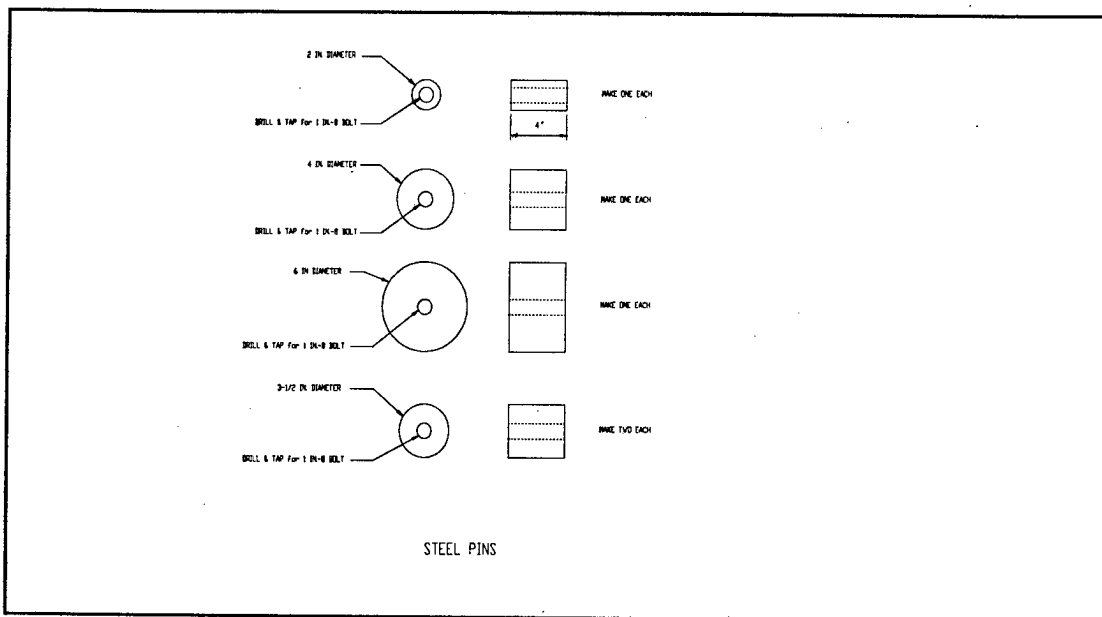 2 IN DIAMETER
DRILL & TAP for 1 IN-8 BOLT
MAKE ONE EACH
4"
4 IN DIAMETER
DRILL & TAP for 1 IN-8 BOLT
MAKE ONE EACH
6 IN DIAMETER
DRILL & TAP for 1 IN-8 BOLT
MAKE ONE EACH
3-1/2 IN DIAMETER
DRILL & TAP for 1 IN-8 BOLT
MAKE TWO EACH
STEEL PINS